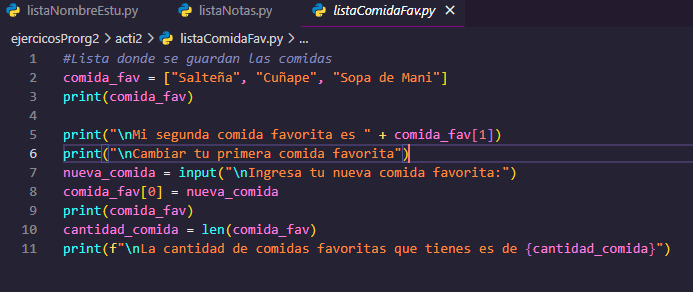 listaNombreEstu.py listaNotas.py listaComidaFav.py X
ejercicosProrg2 > acti2 > listaComidaFav.py > ...
1 #Lista donde se guardan las comidas
2 comida_fav = ["Salteña", "Cuñape", "Sopa de Mani"]
3 print(comida_fav)
4
5 print("\nMi segunda comida favorita es " + comida_fav[1])
6 print("\nCambiar tu primera comida favorita")
7 nueva_comida = input("\nIngresa tu nueva comida favorita:")
8 comida_fav[0] = nueva_comida
9 print(comida_fav)
10 cantidad_comida = len(comida_fav)
11 print(f"\nLa cantidad de comidas favoritas que tienes es de {cantidad_comida}")